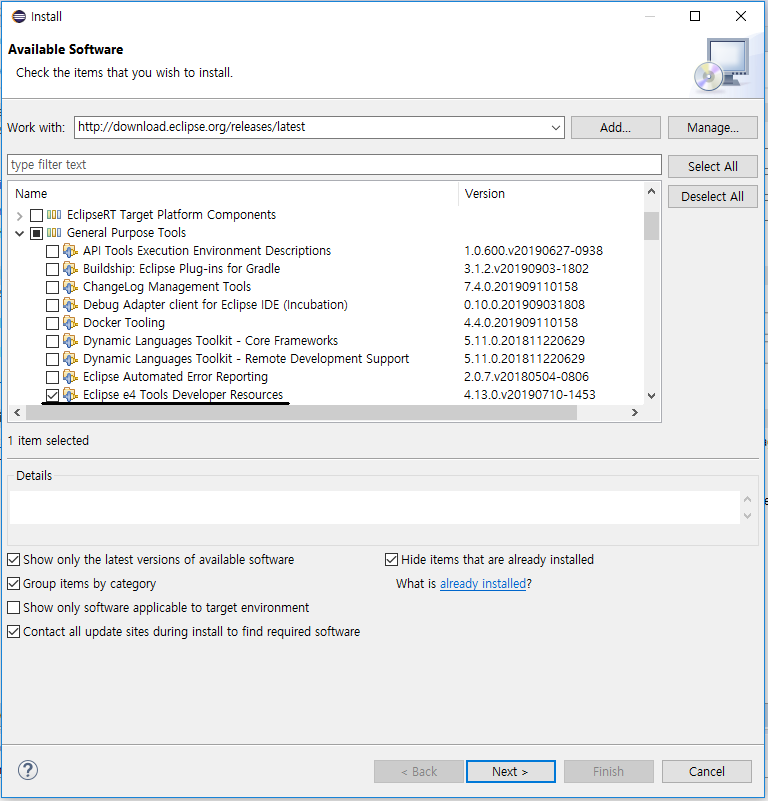 Install
Available Software
Check the items that you wish to install.
Work with: http://download.eclipse.org/releases/latest Add... Manage...
type filter text Select All
Name Version Deselect All
EclipseRT Target Platform Components
General Purpose Tools
API Tools Execution Environment Descriptions 1.0.600.v20190627-0938
Buildship: Eclipse Plug-ins for Gradle 3.1.2.v20190903-1802
ChangeLog Management Tools 7.4.0.201909110158
Debug Adapter client for Eclipse IDE (Incubation) 0.10.0.201909031808
Docker Tooling 4.4.0.201909110158
Dynamic Languages Toolkit - Core Frameworks 5.11.0.201811220629
Dynamic Languages Toolkit - Remote Development Support 5.11.0.201811220629
Eclipse Automated Error Reporting 2.0.7.v20180504-0806
Eclipse e4 Tools Developer Resources 4.13.0.v20190710-1453
1 item selected
Details
Show only the latest versions of available software Hide items that are already installed
Group items by category What is already installed?
Show only software applicable to target environment
Contact all update sites during install to find required software
? < Back Next > Finish Cancel